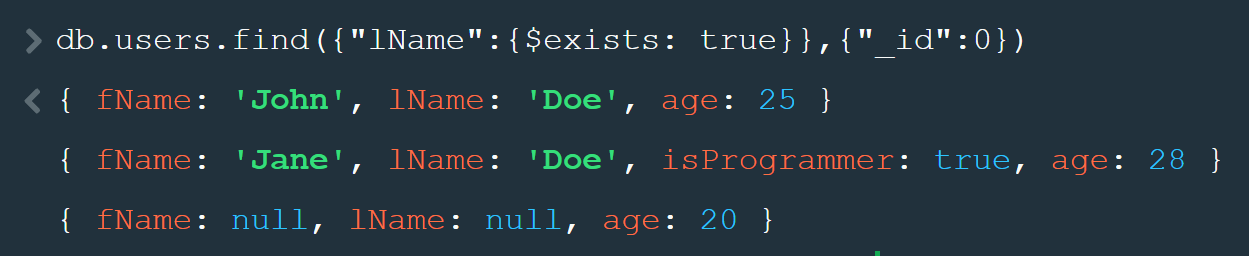 > db.users.find({"lName":{$exists: true}},{"_id":0})
< { fName: 'John', lName: 'Doe', age: 25 }
{ fName: 'Jane', lName: 'Doe', isProgrammer: true, age: 28 }
{ fName: null, lName: null, age: 20 }